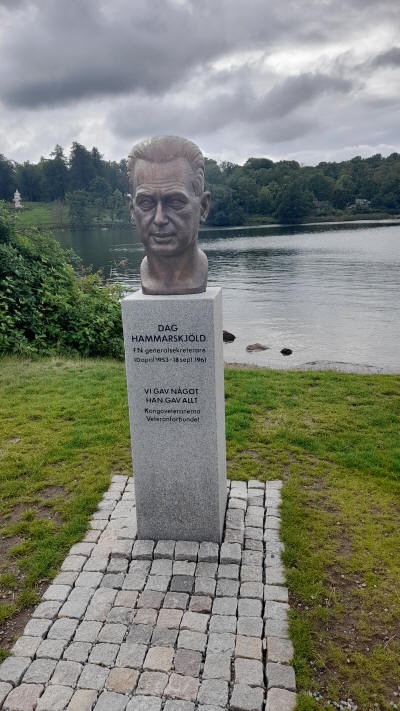 DAG
HAMMARSKJÖLD
FN generalsekreterare
10 april 1953-18 sept. 1961
VI GAV NÅGOT
HAN GAV ALLT
Kongoveteranerna
Veteranförbundet